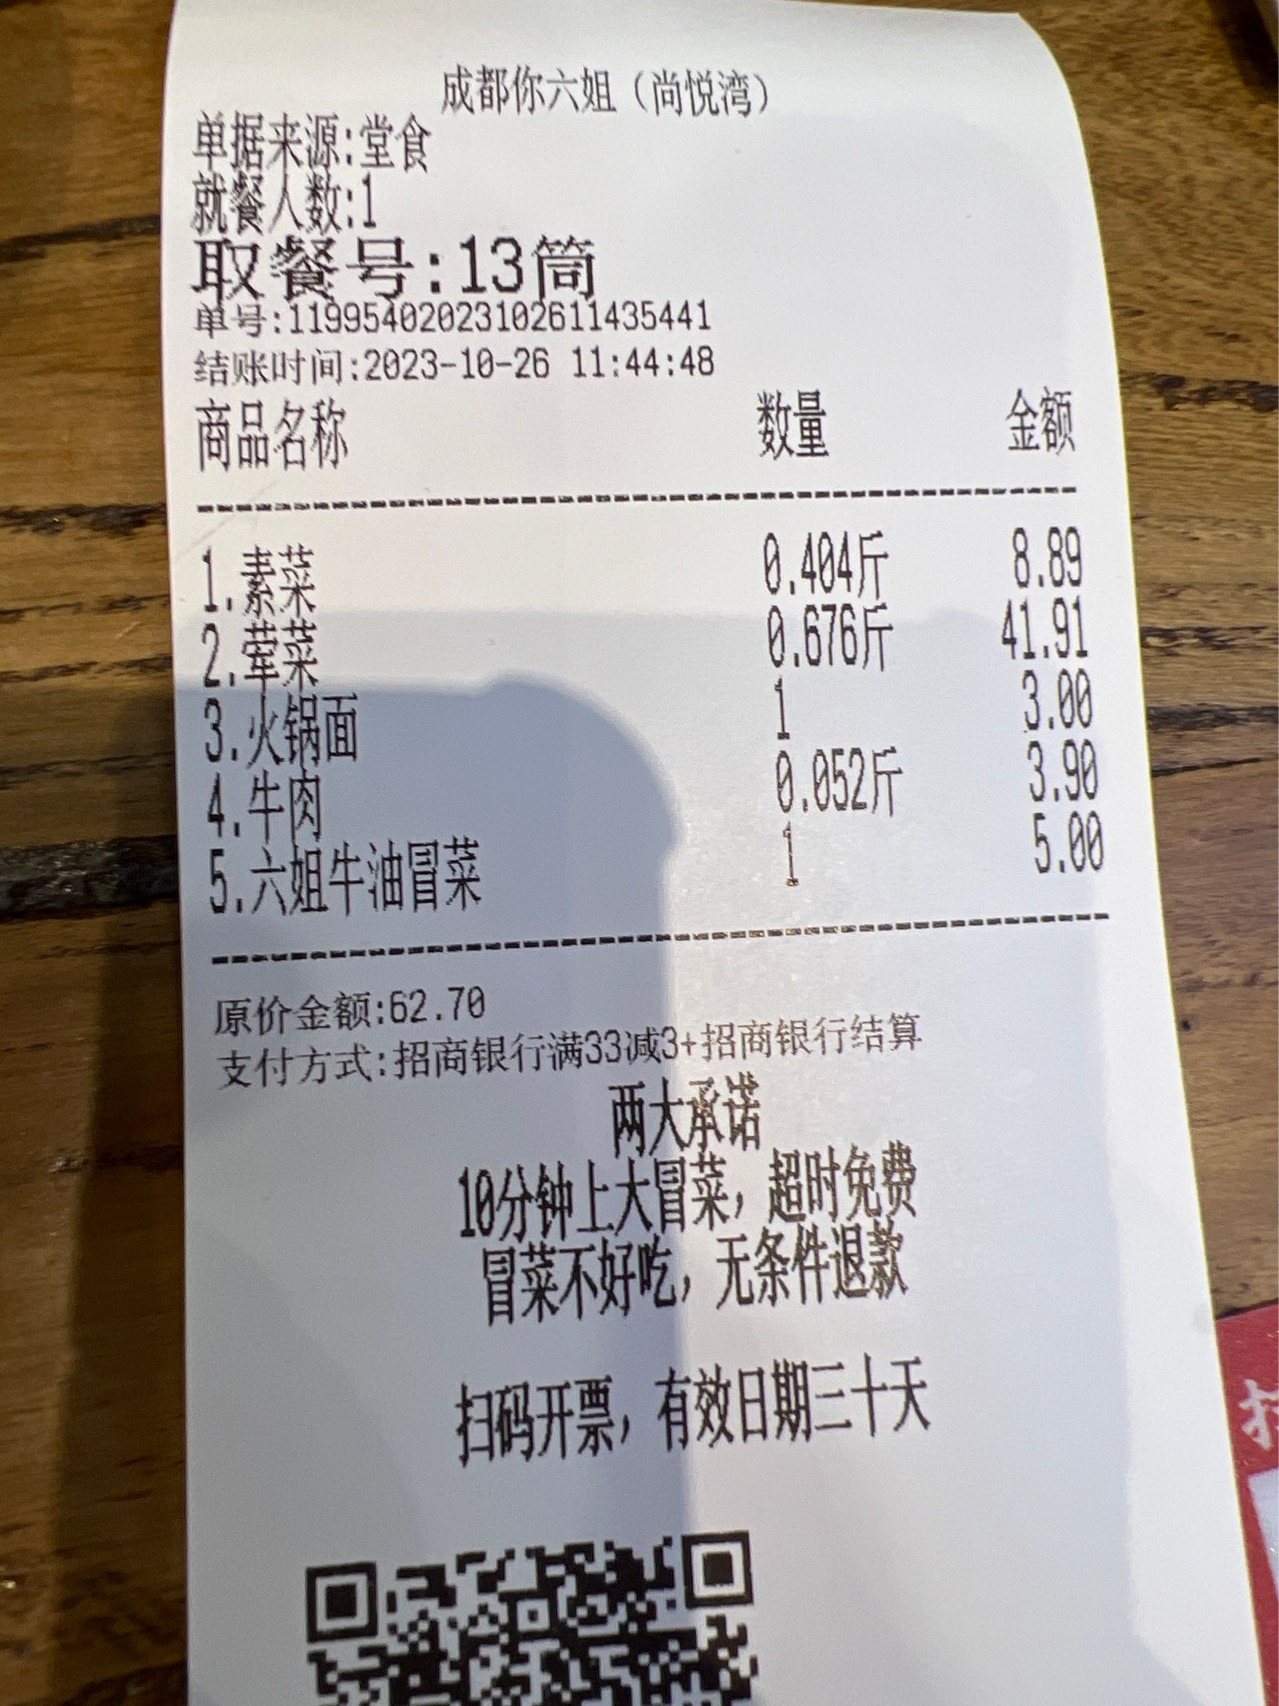 成都你六姐（尚悦湾）
单据来源:堂食
就餐人数:1
取餐号:13筒
单号:11995402023102611435441
结账时间:2023-10-26 11:44:48
商品名称 数量 金额
1.素菜 0.404斤 8.89
2.荤菜 0.676斤 41.91
3.火锅面 1 3.00
4.牛肉 0.052斤 3.90
5.六姐牛油冒菜 1 5.00
原价金额:62.70
支付方式:招商银行满33减3+招商银行结算
两大承诺
10分钟上大冒菜，超时免费
冒菜不好吃，无条件退款
扫码开票，有效日期三十天